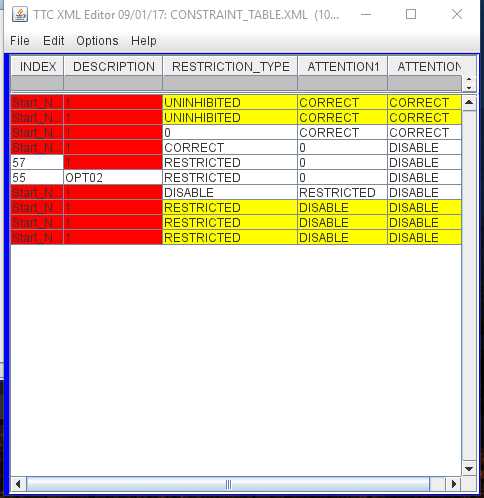 TTC XML Editor 09/01/17: CONSTRAINT_TABLE.XML (10...
File Edit Options Help
INDEX DESCRIPTION RESTRICTION_TYPE ATTENTION1 ATTENTION
Start_N... 1 UNINHIBITED CORRECT CORRECT
Start_N... 1 UNINHIBITED CORRECT CORRECT
Start_N... 1 0 CORRECT CORRECT
Start_N... 1 CORRECT 0 DISABLE
57 1 RESTRICTED 0 DISABLE
55 OPT02 RESTRICTED 0 DISABLE
Start_N... 1 DISABLE RESTRICTED DISABLE
Start_N... 1 RESTRICTED DISABLE DISABLE
Start_N... 1 RESTRICTED DISABLE DISABLE
Start_N... 1 RESTRICTED DISABLE DISABLE